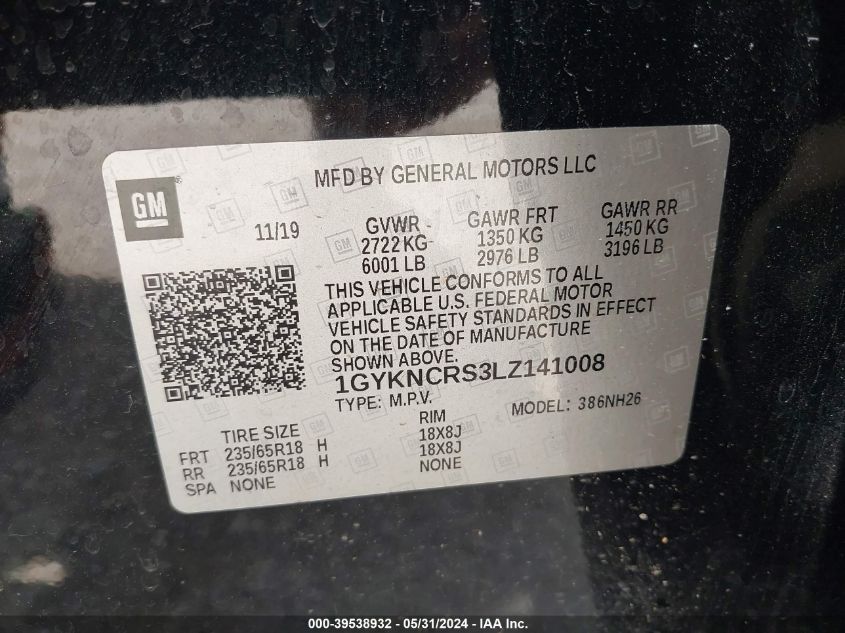 MFD BY GENERAL MOTORS LLC
GM
11/19
GVWR GAWR FRT GAWR RR
2722 KG 1350 KG 1450 KG
6001 LB 2976 LB 3196 LB
THIS VEHICLE CONFORMS TO ALL
APPLICABLE U.S. FEDERAL MOTOR
VEHICLE SAFETY STANDARDS IN EFFECT
ON THE DATE OF MANUFACTURE
SHOWN ABOVE.
1GYKNCRS3LZ141008
TYPE: M.P.V. MODEL: 386NH26
TIRE SIZE RIM
FRT 235/65R18 H 18X8J
RR 235/65R18 H 18X8J
SPA NONE NONE
000-39538932 - 05/31/2024 - IAA Inc.